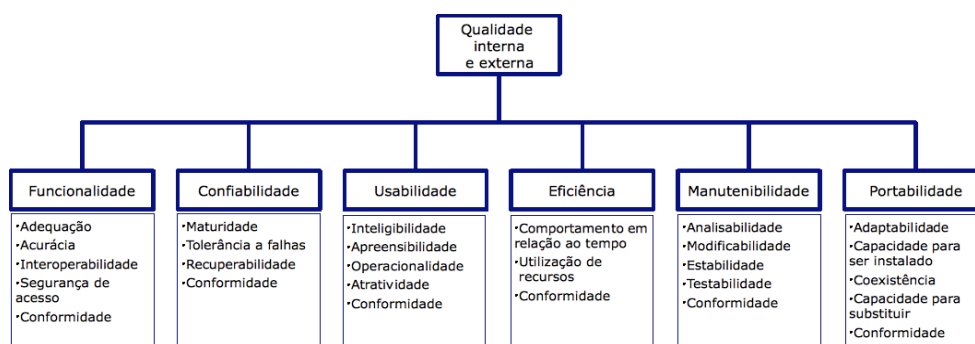 Qualidade
interna
e externa
Funcionalidade
•Adequação
•Acurácia
•Interoperabilidade
•Segurança de
acesso
•Conformidade
Confiabilidade
•Maturidade
•Tolerância a falhas
•Recuperabilidade
•Conformidade
Usabilidade
•Inteligibilidade
•Apreensibilidade
•Operacionalidade
•Atratividade
•Conformidade
Eficiência
•Comportamento em
relação ao tempo
•Utilização de
recursos
•Conformidade
Manutenibilidade
•Analisabilidade
•Modificabilidade
•Estabilidade
•Testabilidade
•Conformidade
Portabilidade
•Adaptabilidade
•Capacidade para
ser instalado
•Coexistência
•Capacidade para
substituir
•Conformidade